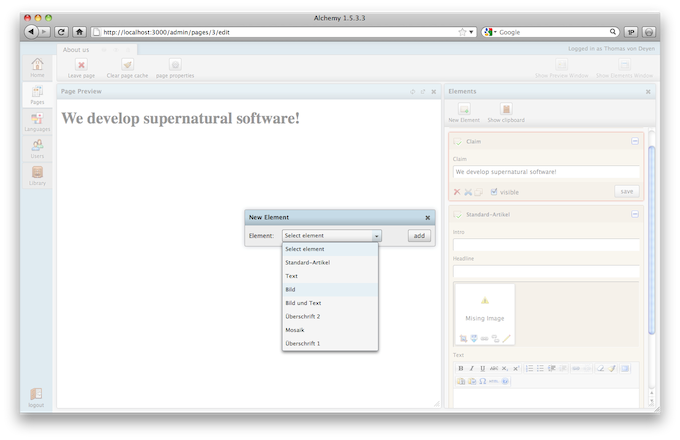 Alchemy 1.5.3.3
http://localhost:3000/admin/pages/3/edit
Google
About us
Logged in as Thomas von Deyen
Home
Pages
Languages
Users
Library
logout
Leave page
Clear page cache
page properties
Show Preview Window
Show Elements Window
Page Preview
We develop supernatural software!
New Element
Element:
Select element
add
Select element
Standard-Artikel
Text
Bild
Bild und Text
Überschrift 2
Mosaik
Überschrift 1
Elements
New Element
Show clipboard
Claim
Claim
We develop supernatural software!
visible
save
Standard-Artikel
Intro
Headline
Missing Image
Text
B I U ABC